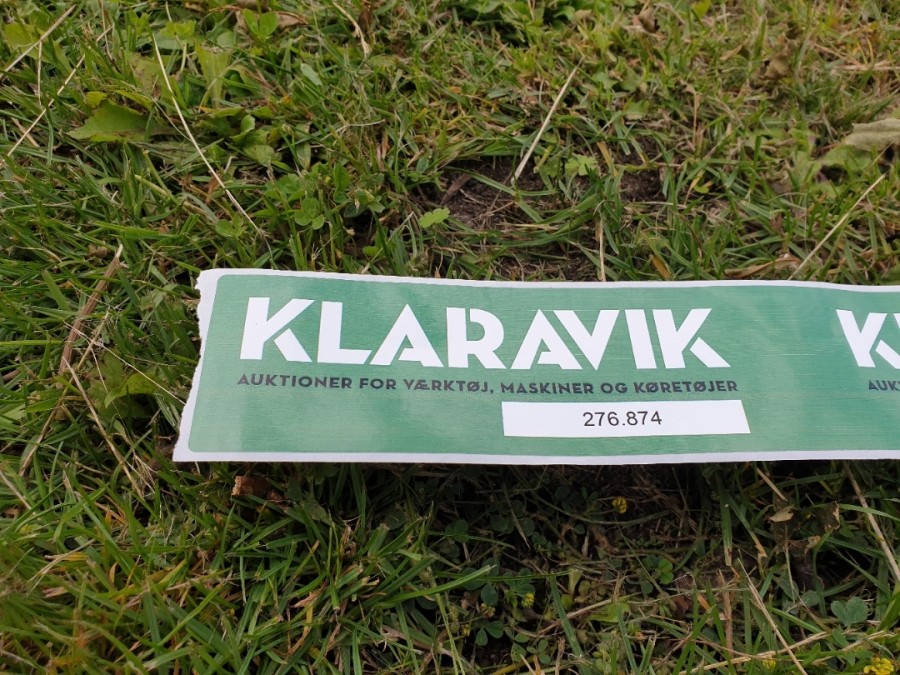 KLARAVIK
AUKTIONER FOR VÆRKTØJ, MASKINER OG KØRETØJER
276.874